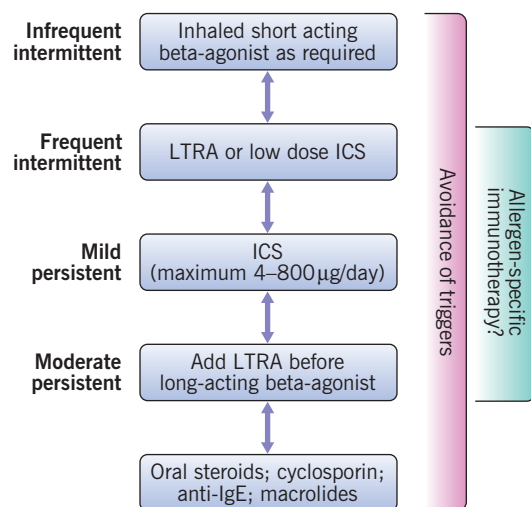 Infrequent
intermittent
Inhaled short acting
beta-agonist as required
Frequent
intermittent
LTRA or low dose ICS
Mild
persistent
ICS
(maximum 4–800 µg/day)
Moderate
persistent
Add LTRA before
long-acting beta-agonist
Oral steroids; cyclosporin;
anti-IgE; macrolides
Avoidance of triggers
Allergen-specific
immunotherapy?